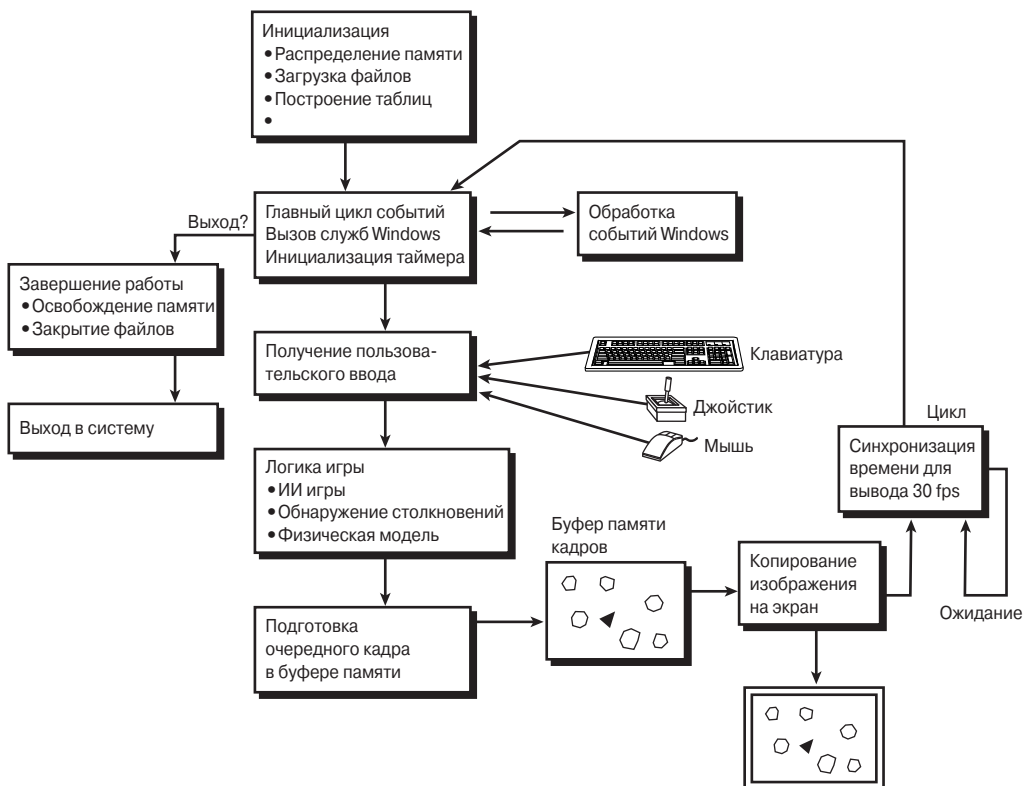 Инициализация
• Распределение памяти
• Загрузка файлов
• Построение таблиц
•
Выход?
Главный цикл событий
Вызов служб Windows
Инициализация таймера
Обработка
событий Windows
Завершение работы
• Освобождение памяти
• Закрытие файлов
Выход в систему
Получение пользова-
тельского ввода
Клавиатура
Джойстик
Мышь
Логика игры
• ИИ игры
• Обнаружение столкновений
• Физическая модель
Подготовка
очередного кадра
в буфере памяти
Буфер памяти
кадров
Копирование
изображения
на экран
Цикл
Синхронизация
времени для
вывода 30 fps
Ожидание